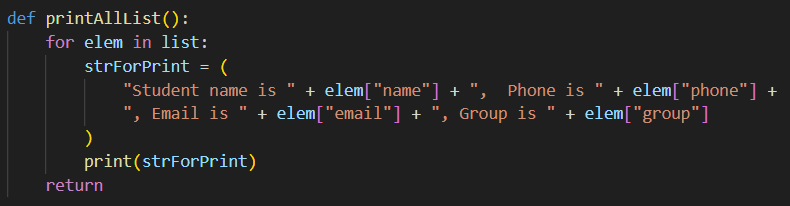 def printAllList():
    for elem in list:
        strForPrint = (
            "Student name is " + elem["name"] + ",  Phone is " + elem["phone"] +
            ", Email is " + elem["email"] + ", Group is " + elem["group"]
        )
        print(strForPrint)
    return